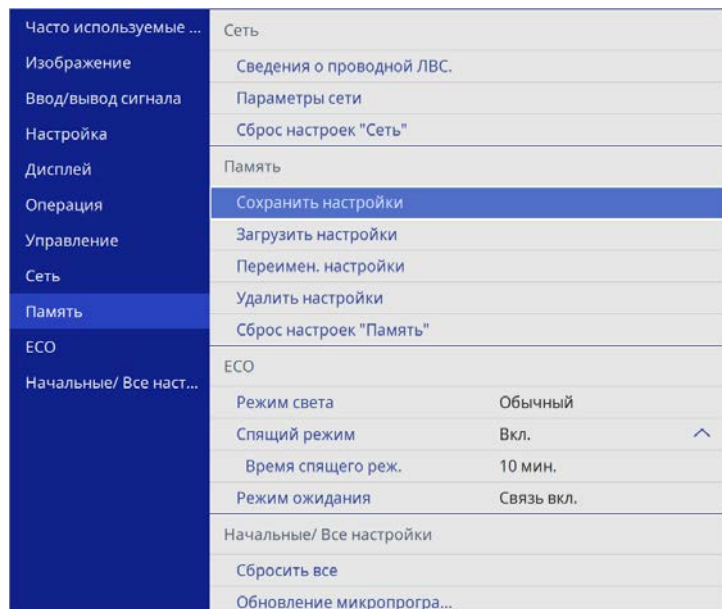 Часто используемые ...
Изображение
Ввод/вывод сигнала
Настройка
Дисплей
Операция
Управление
Сеть
Память
ECO
Начальные/ Все наст...
Сеть
Сведения о проводной ЛВС.
Параметры сети
Сброс настроек "Сеть"
Память
Сохранить настройки
Загрузить настройки
Переимен. настройки
Удалить настройки
Сброс настроек "Память"
ECO
Режим света Обычный
Спящий режим Вкл.
Время спящего реж. 10 мин.
Режим ожидания Связь вкл.
Начальные/ Все настройки
Сбросить все
Обновление микропрогра...